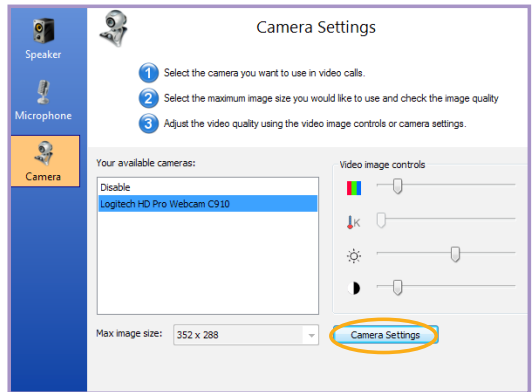 Camera Settings
Speaker
1 Select the camera you want to use in video calls.
2 Select the maximum image size you would like to use and check the image quality
Microphone
3 Adjust the video quality using the video image controls or camera settings.
Camera
Your available cameras:
Video image controls
Disable
Logitech HD Pro Webcam C910
K
Max image size: 352 x 288
Camera Settings